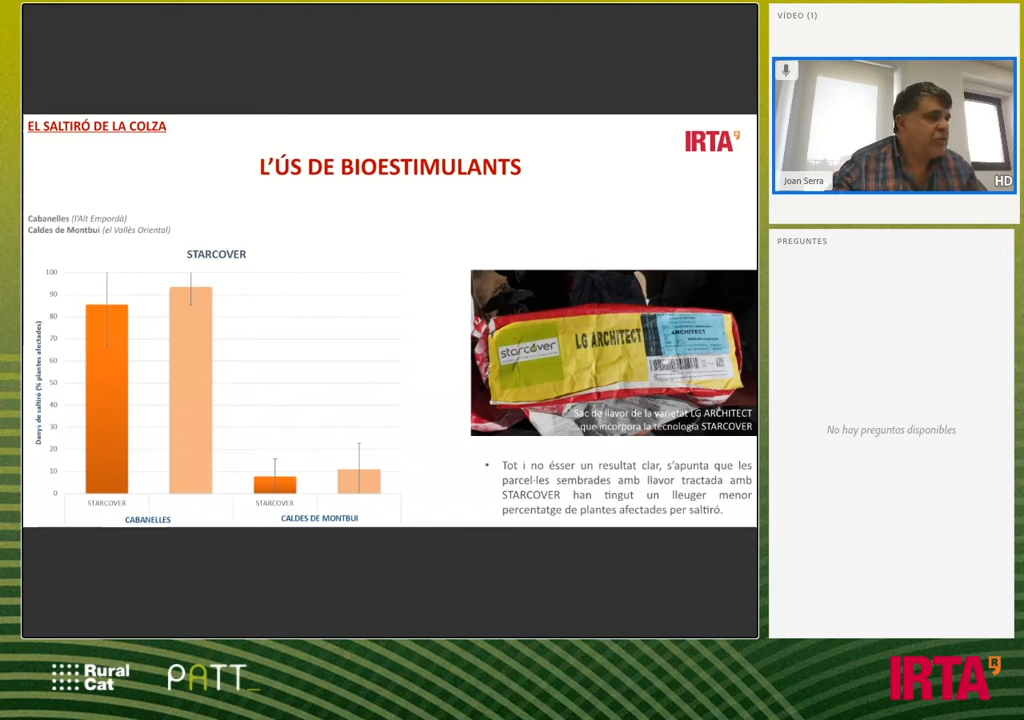 EL SALTIRÓ DE LA COLZA
IRTA
L'ÚS DE BIOESTIMULANTS
Cabanelles (l'Alt Empordà)
Caldes de Montbui (el Vallès Oriental)
STARCOVER
Danys de saltiró (% plantes afectades)
100
90
80
70
60
50
40
30
20
10
0
STARCOVER
STARCOVER
CABANELLES
CALDES DE MONTBUI
starcover
LG ARCHITECT
ARCHITECT
Sac de llavor de la varietat LG ARCHITECT
que incorpora la tecnologia STARCOVER
• Tot i no ésser un resultat clar, s'apunta que les
parcel·les sembrades amb llavor tractada amb
STARCOVER han tingut un lleuger menor
percentatge de plantes afectades per saltiró.
VÍDEO (1)
Joan Serra
HD
PREGUNTES
No hay preguntas disponibles
Rural
Cat
PATT_
IRTA R